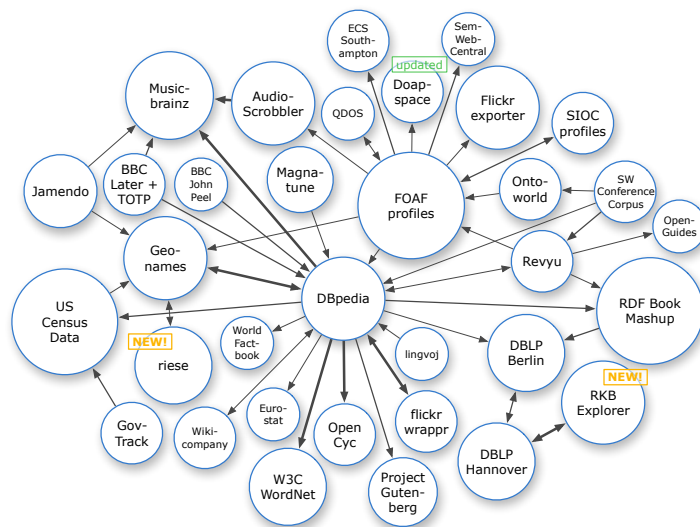 ECS
South-
ampton
Sem-
Web-
Central
updated
Doap-
space
Music-
brainz
Audio-
Scrobbler
QDOS
Flickr
exporter
SIOC
profiles
Jamendo
BBC
Later +
TOTP
BBC
John
Peel
Magna-
tune
FOAF
profiles
Onto-
world
SW
Conference
Corpus
Open-
Guides
Geo-
names
Revyu
US
Census
Data
DBpedia
RDF Book
Mashup
NEW!
riese
World
Fact-
book
lingvoj
DBLP
Berlin
NEW!
RKB
Explorer
Gov-
Track
Wiki-
company
Euro-
stat
Open
Cyc
flickr
wrappr
DBLP
Hannover
W3C
WordNet
Project
Guten-
berg